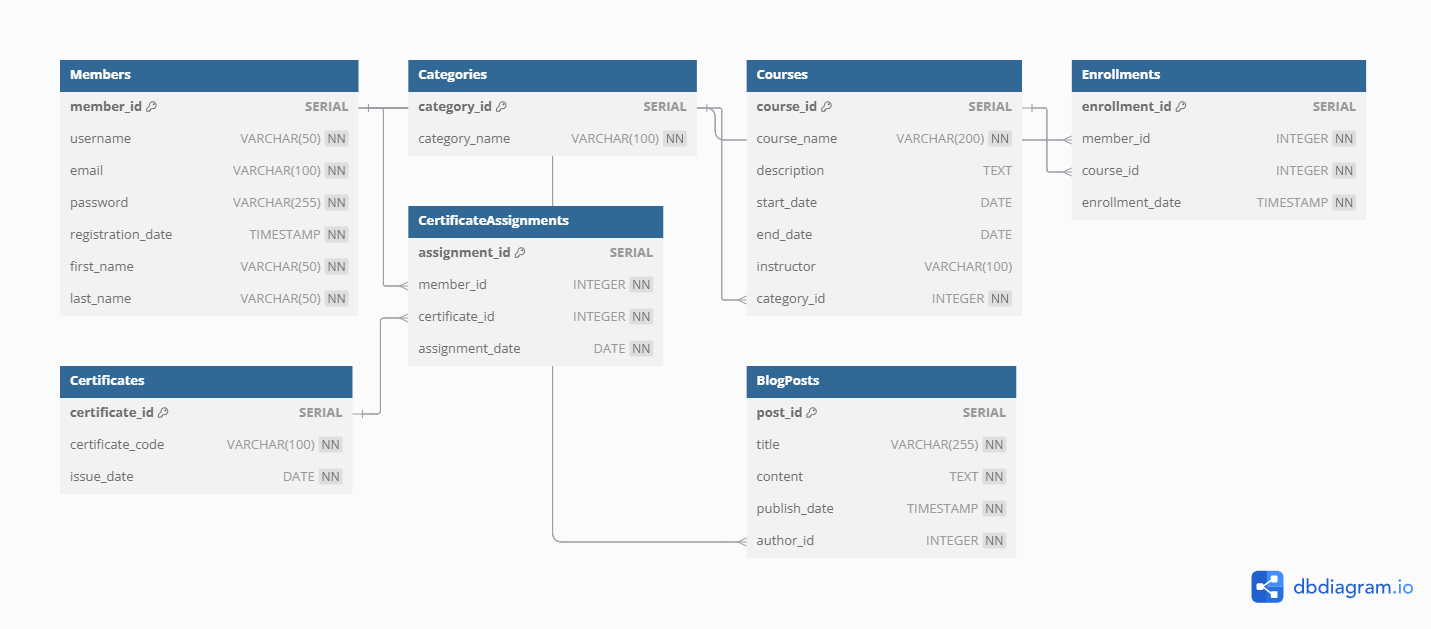 Members
member_id SERIAL
username VARCHAR(50) NN
email VARCHAR(100) NN
password VARCHAR(255) NN
registration_date TIMESTAMP NN
first_name VARCHAR(50) NN
last_name VARCHAR(50) NN
Categories
category_id SERIAL
category_name VARCHAR(100) NN
Courses
course_id SERIAL
course_name VARCHAR(200) NN
description TEXT
start_date DATE
end_date DATE
instructor VARCHAR(100)
category_id INTEGER NN
Enrollments
enrollment_id SERIAL
member_id INTEGER NN
course_id INTEGER NN
enrollment_date TIMESTAMP NN
CertificateAssignments
assignment_id SERIAL
member_id INTEGER NN
certificate_id INTEGER NN
assignment_date DATE NN
Certificates
certificate_id SERIAL
certificate_code VARCHAR(100) NN
issue_date DATE NN
BlogPosts
post_id SERIAL
title VARCHAR(255) NN
content TEXT NN
publish_date TIMESTAMP NN
author_id INTEGER NN
dbdiagram.io